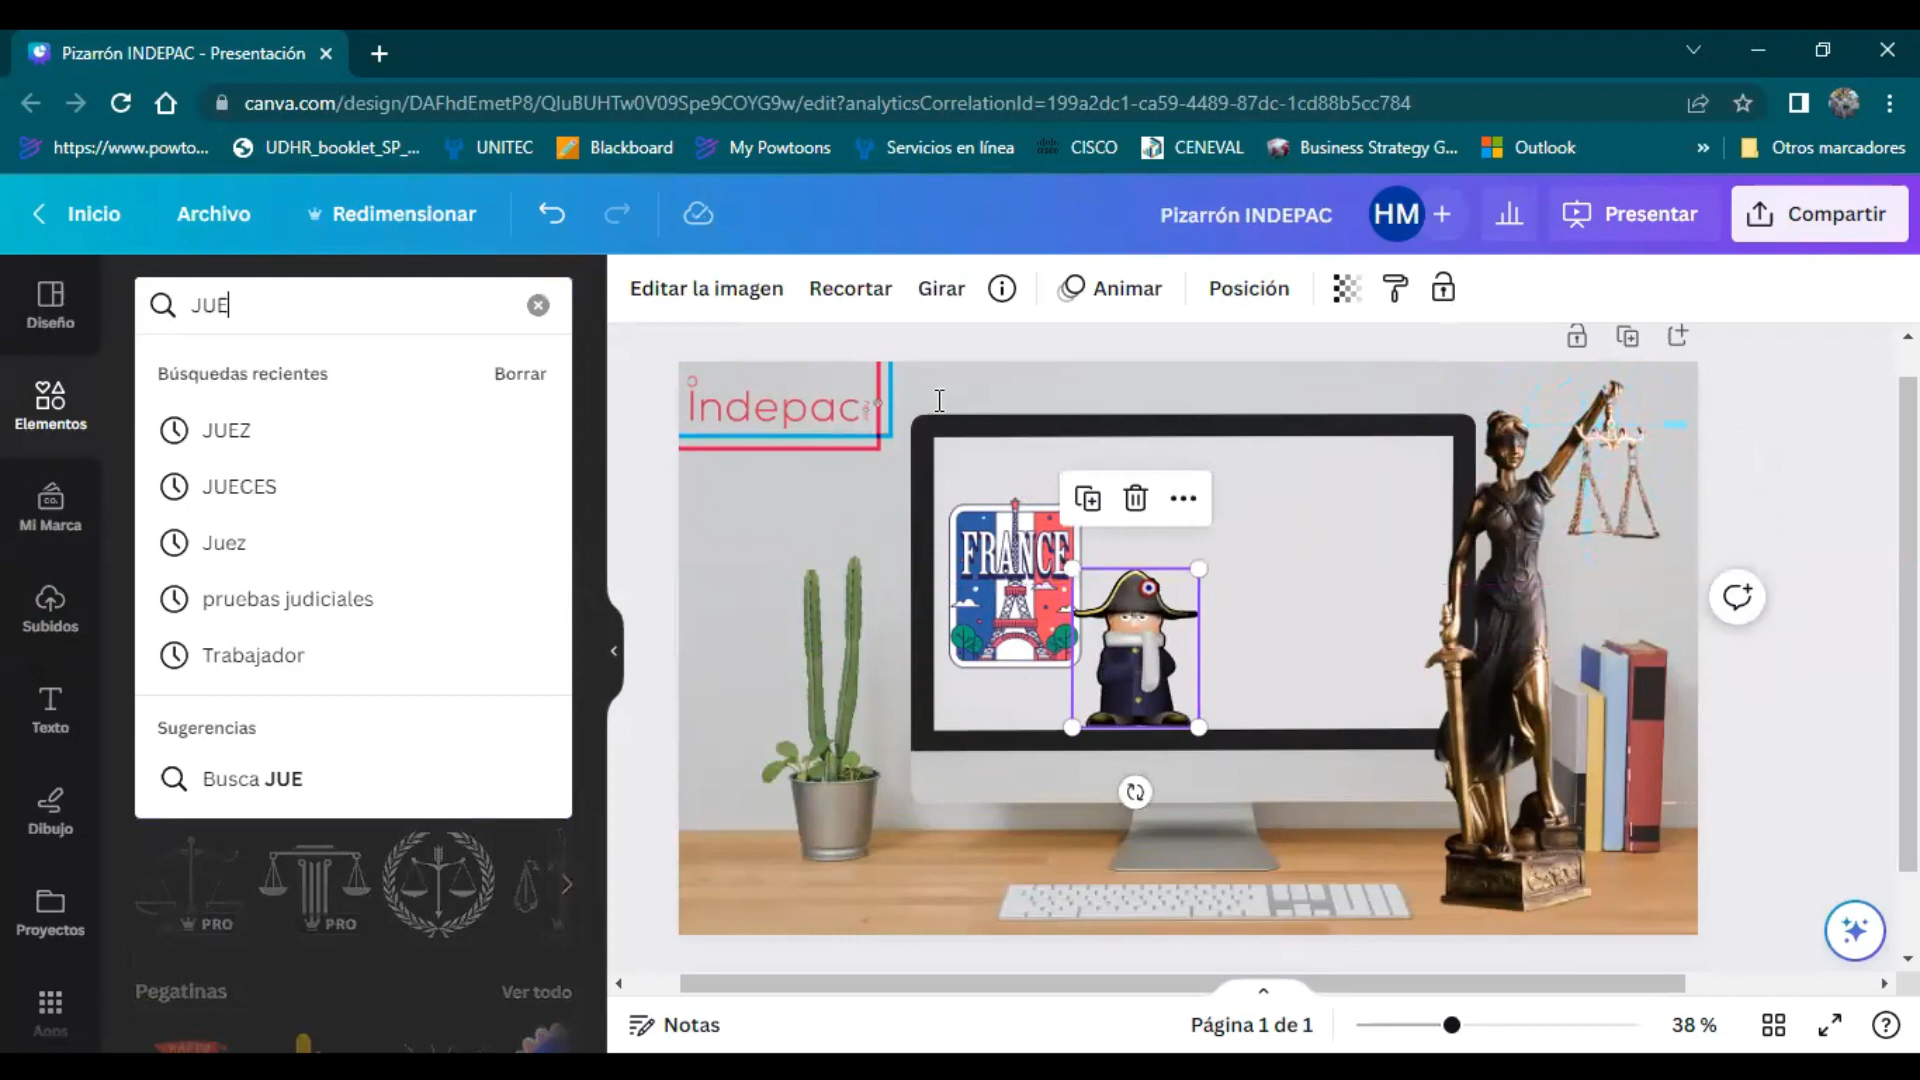 Pizarrón INDEPAC - Presentación
canva.com/design/DAFhdEmetP8/QIuBUHTw0V09Spe9COYG9w/edit?analyticsCorrelationId=199a2dc1-ca59-4489-87dc-1cd88b5cc784
https://www.powto... UDHR_booklet_SP_... UNITEC Blackboard My Powtoons Servicios en línea CISCO CENEVAL Business Strategy G... Outlook » Otros marcadores
Inicio Archivo Redimensionar Pizarrón INDEPAC HM + Presentar Compartir
Diseño
Elementos
Mi Marca
CO.
Subidos
Texto
Dibujo
Proyectos
Apps
JUE
Búsquedas recientes Borrar
JUEZ
JUECES
Juez
pruebas judiciales
Trabajador
Sugerencias
Busca JUE
PRO PRO
Pegatinas Ver todo
Editar la imagen Recortar Girar Animar Posición
Indepac
FRANCE
Notas Página 1 de 1 38 %